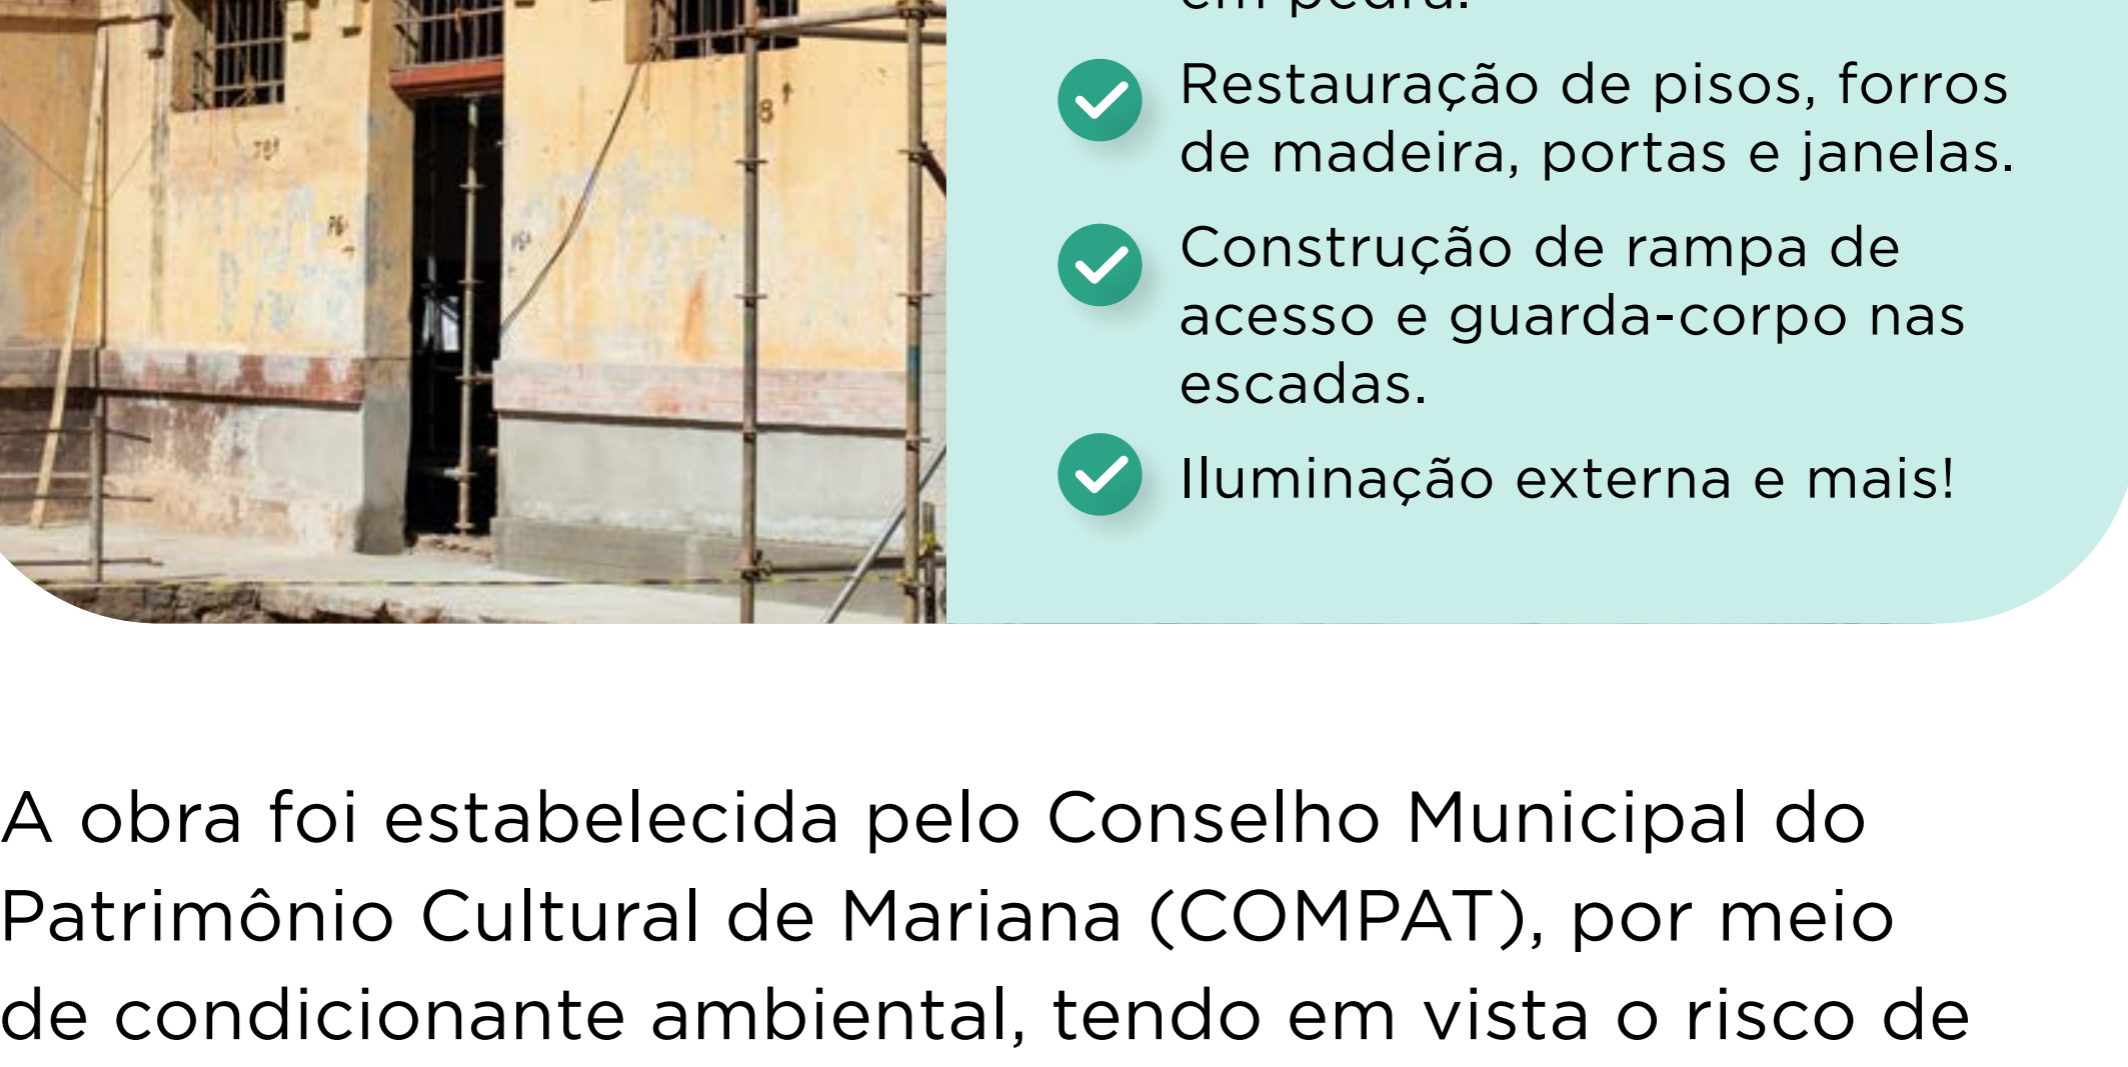 em pedra.
Restauração de pisos, forros
de madeira, portas e janelas.
Construção de rampa de
acesso e guarda-corpo nas
escadas.
Iluminação externa e mais!
A obra foi estabelecida pelo Conselho Municipal do
Patrimônio Cultural de Mariana (COMPAT), por meio
de condicionante ambiental, tendo em vista o risco de